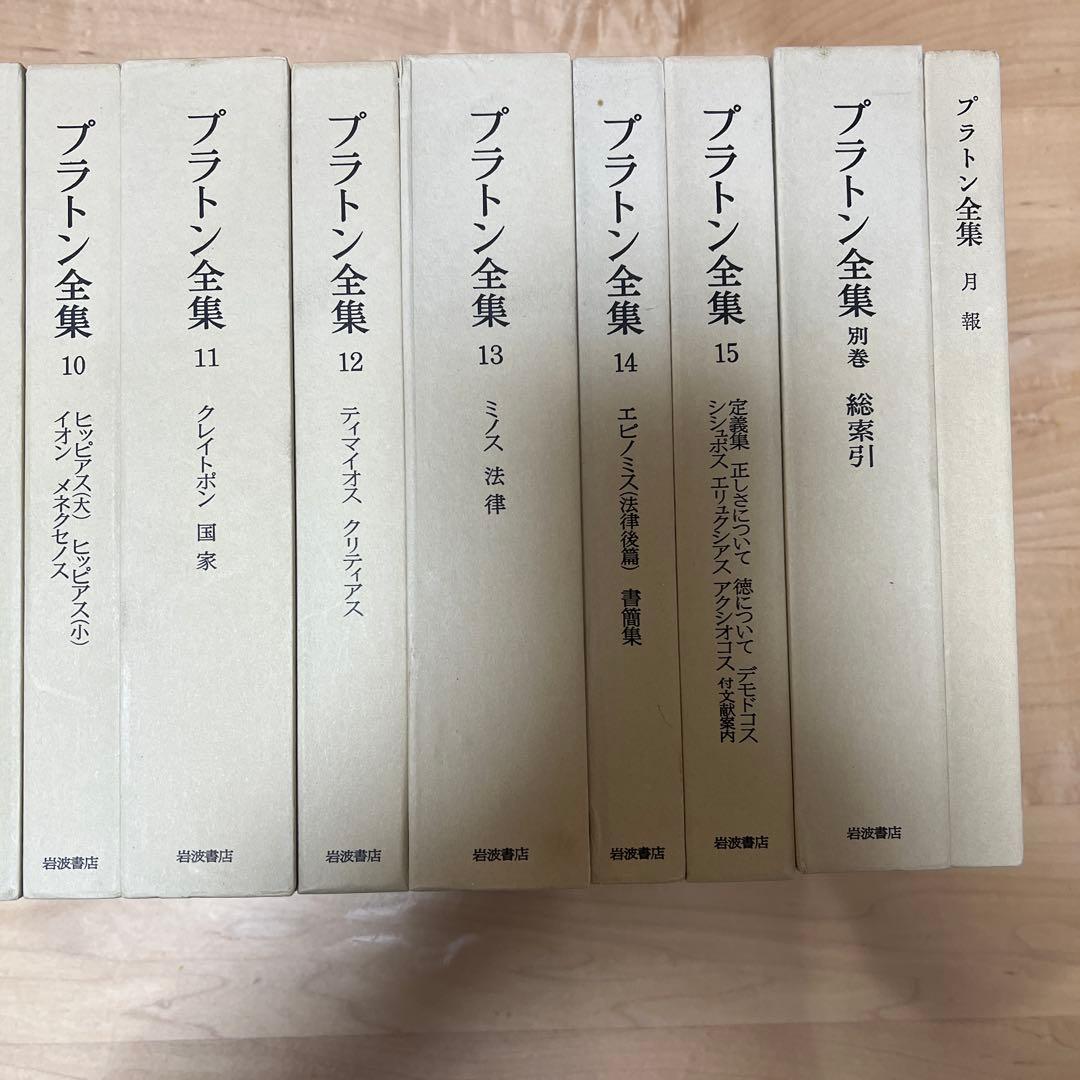 プラトン全集
10
ヒッピアス(大) ヒッピアス(小)
イオン メネクセノス
岩波書店
プラトン全集
11
クレイトポン 国家
岩波書店
プラトン全集
12
ティマイオス クリティアス
岩波書店
プラトン全集
13
ミノス 法律
岩波書店
プラトン全集
14
エピノミス(法律後篇) 書簡集
岩波書店
プラトン全集
15
定義集 正しさについて 徳について デモドコス
シシュポス エリュクシアス アクシオコス 付文献案内
岩波書店
プラトン全集 別巻 総索引
岩波書店
プラトン全集 月報